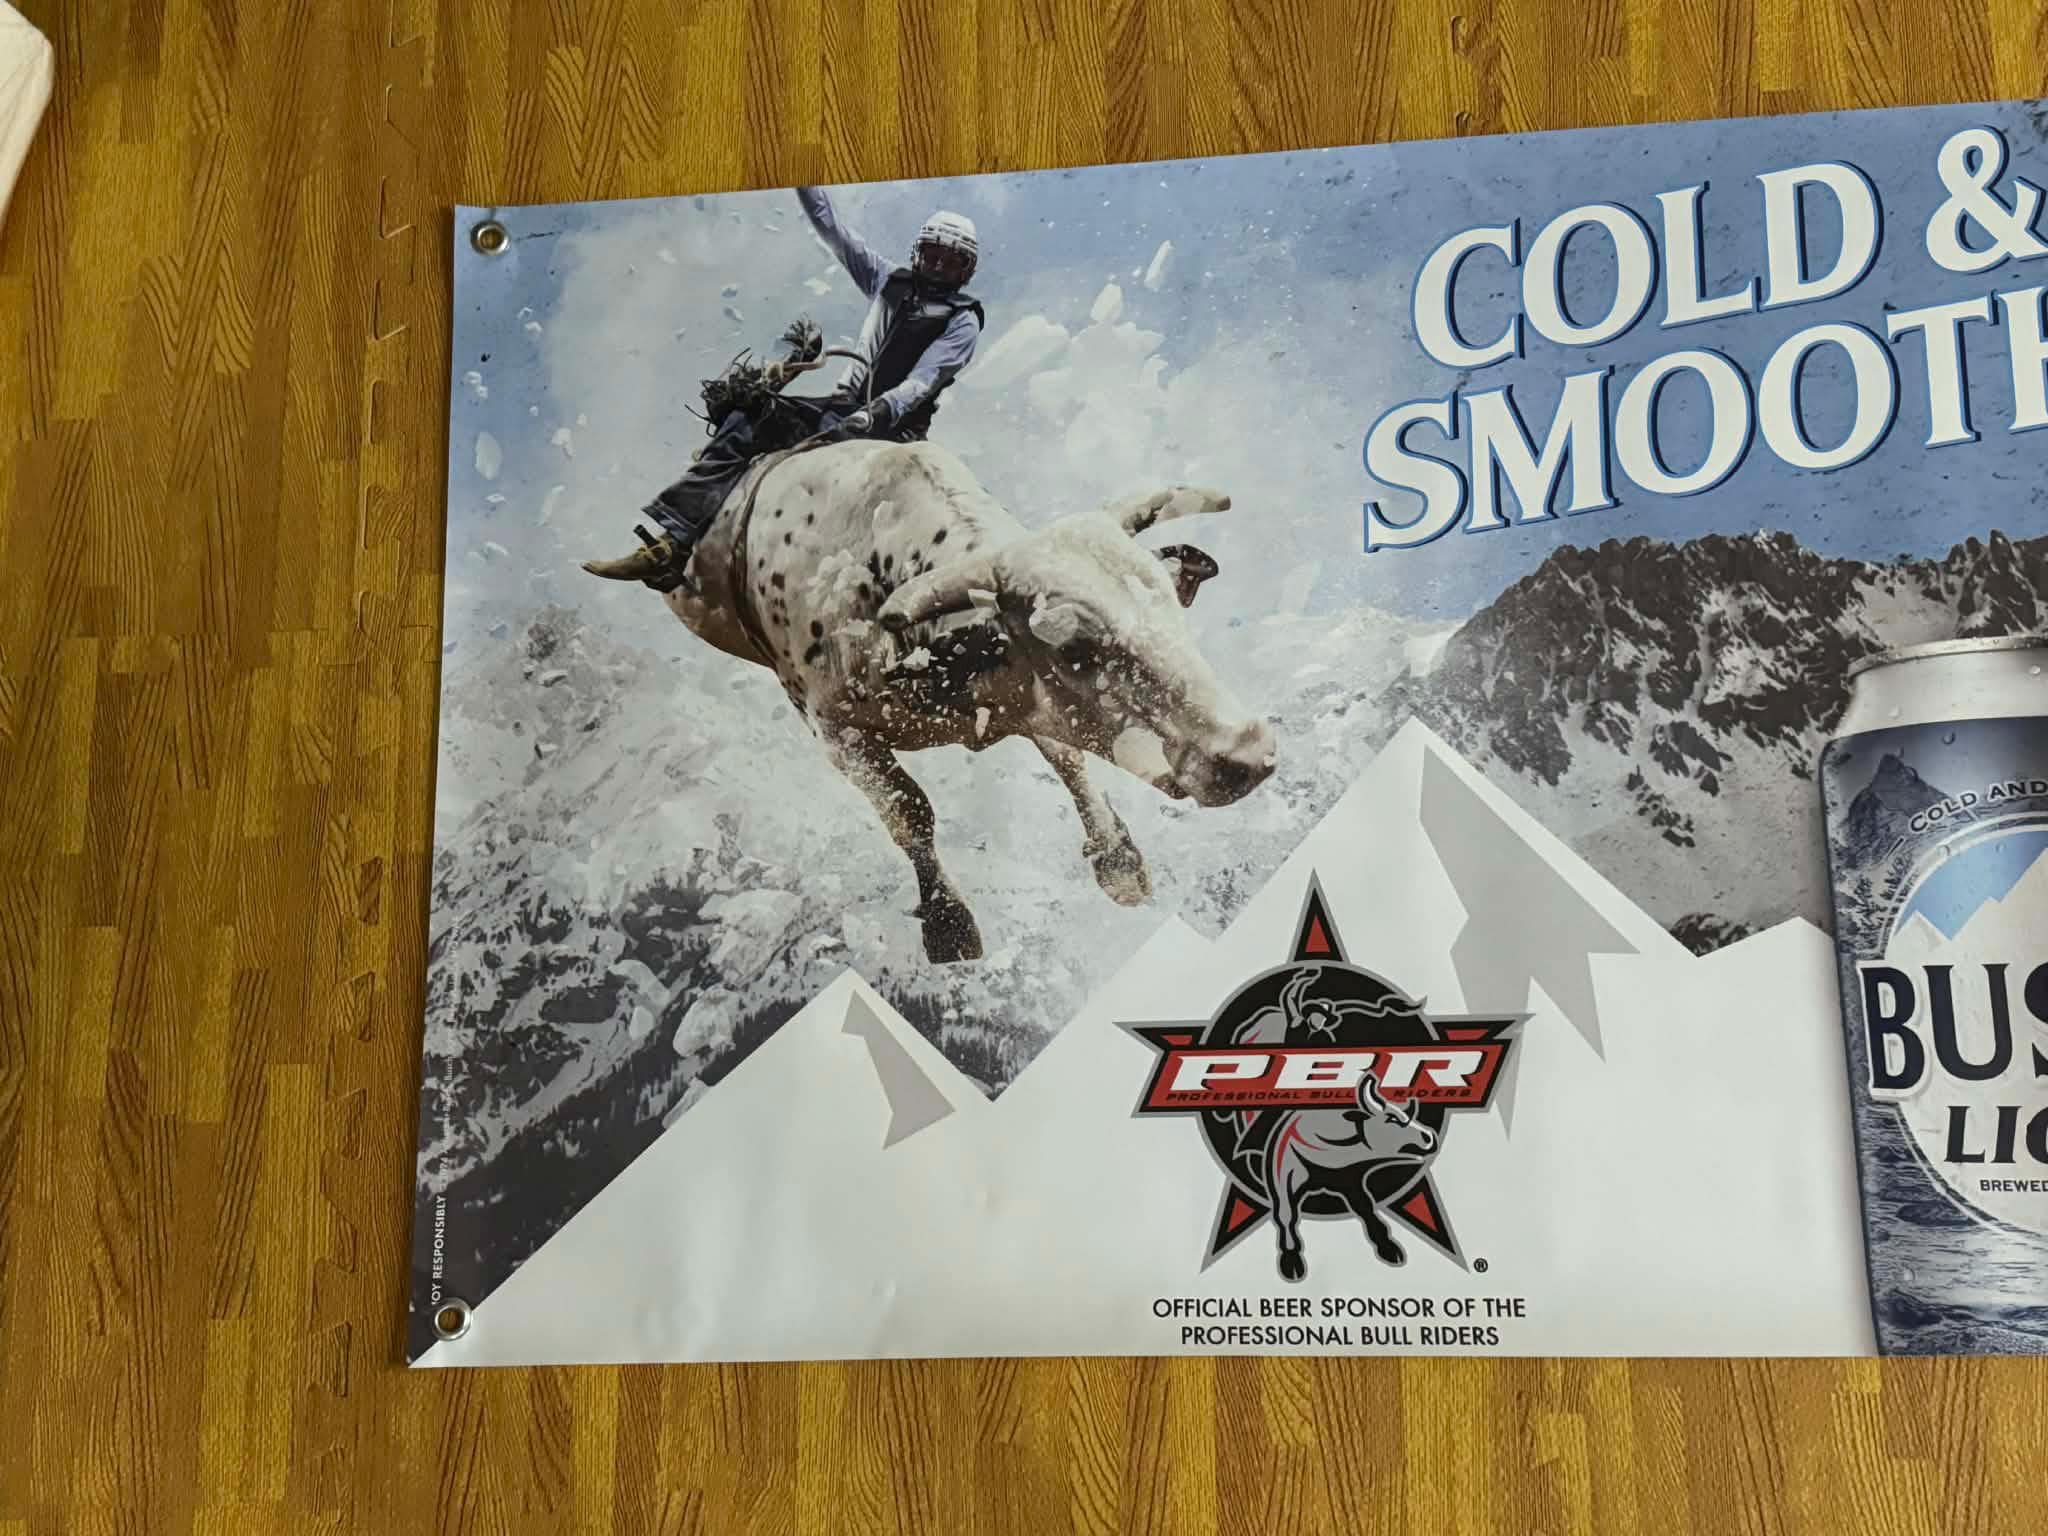 COLD &
SMOOTH
COLD AND
BUS
LIG
BREWED
PBR
PROFESSIONAL BULL RIDERS
®
OFFICIAL BEER SPONSOR OF THE
PROFESSIONAL BULL RIDERS
JOY RESPONSIBLY